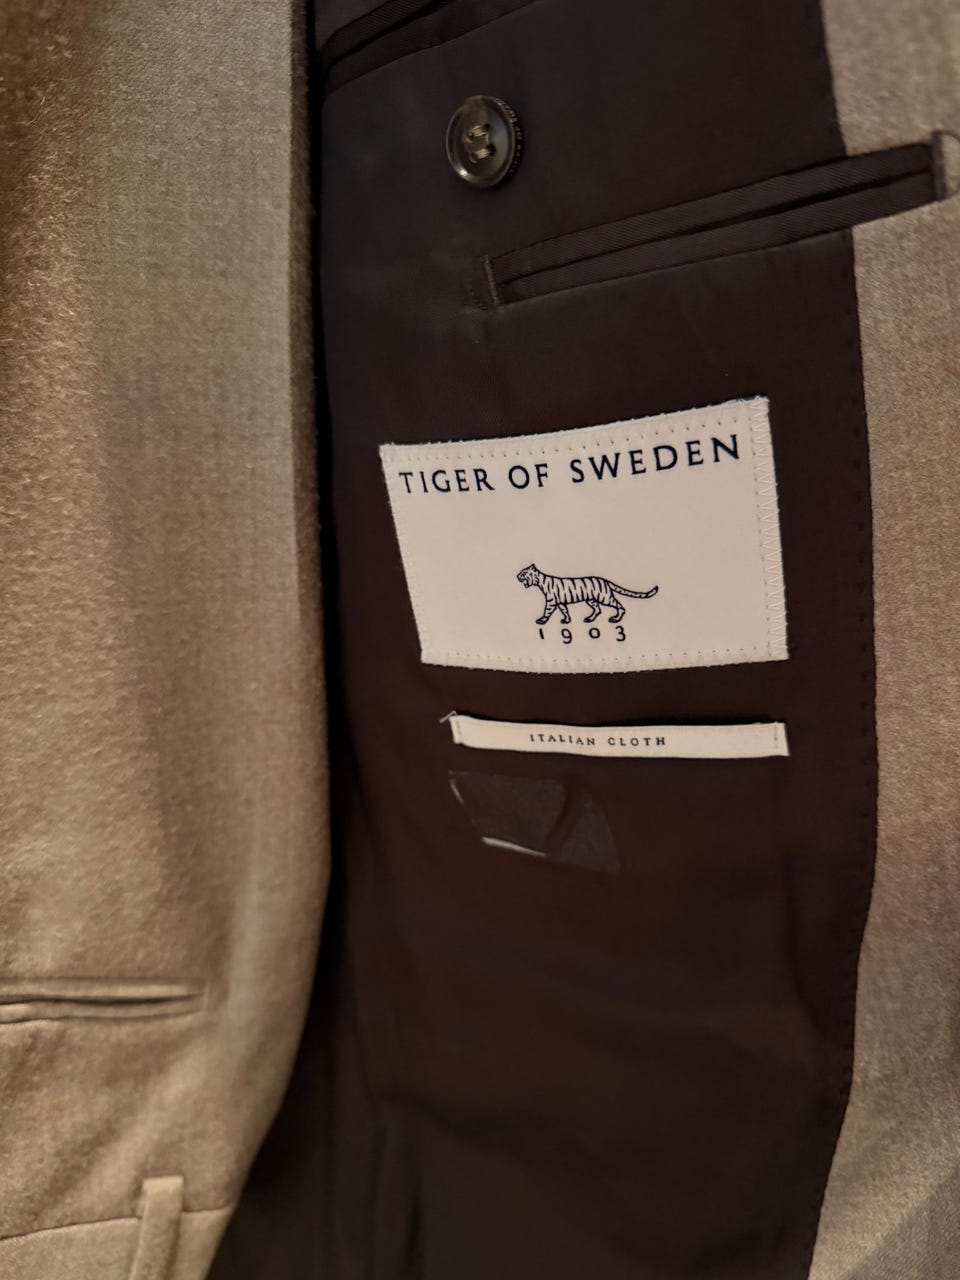 TIGER OF SWEDEN
1903
ITALIAN CLOTH